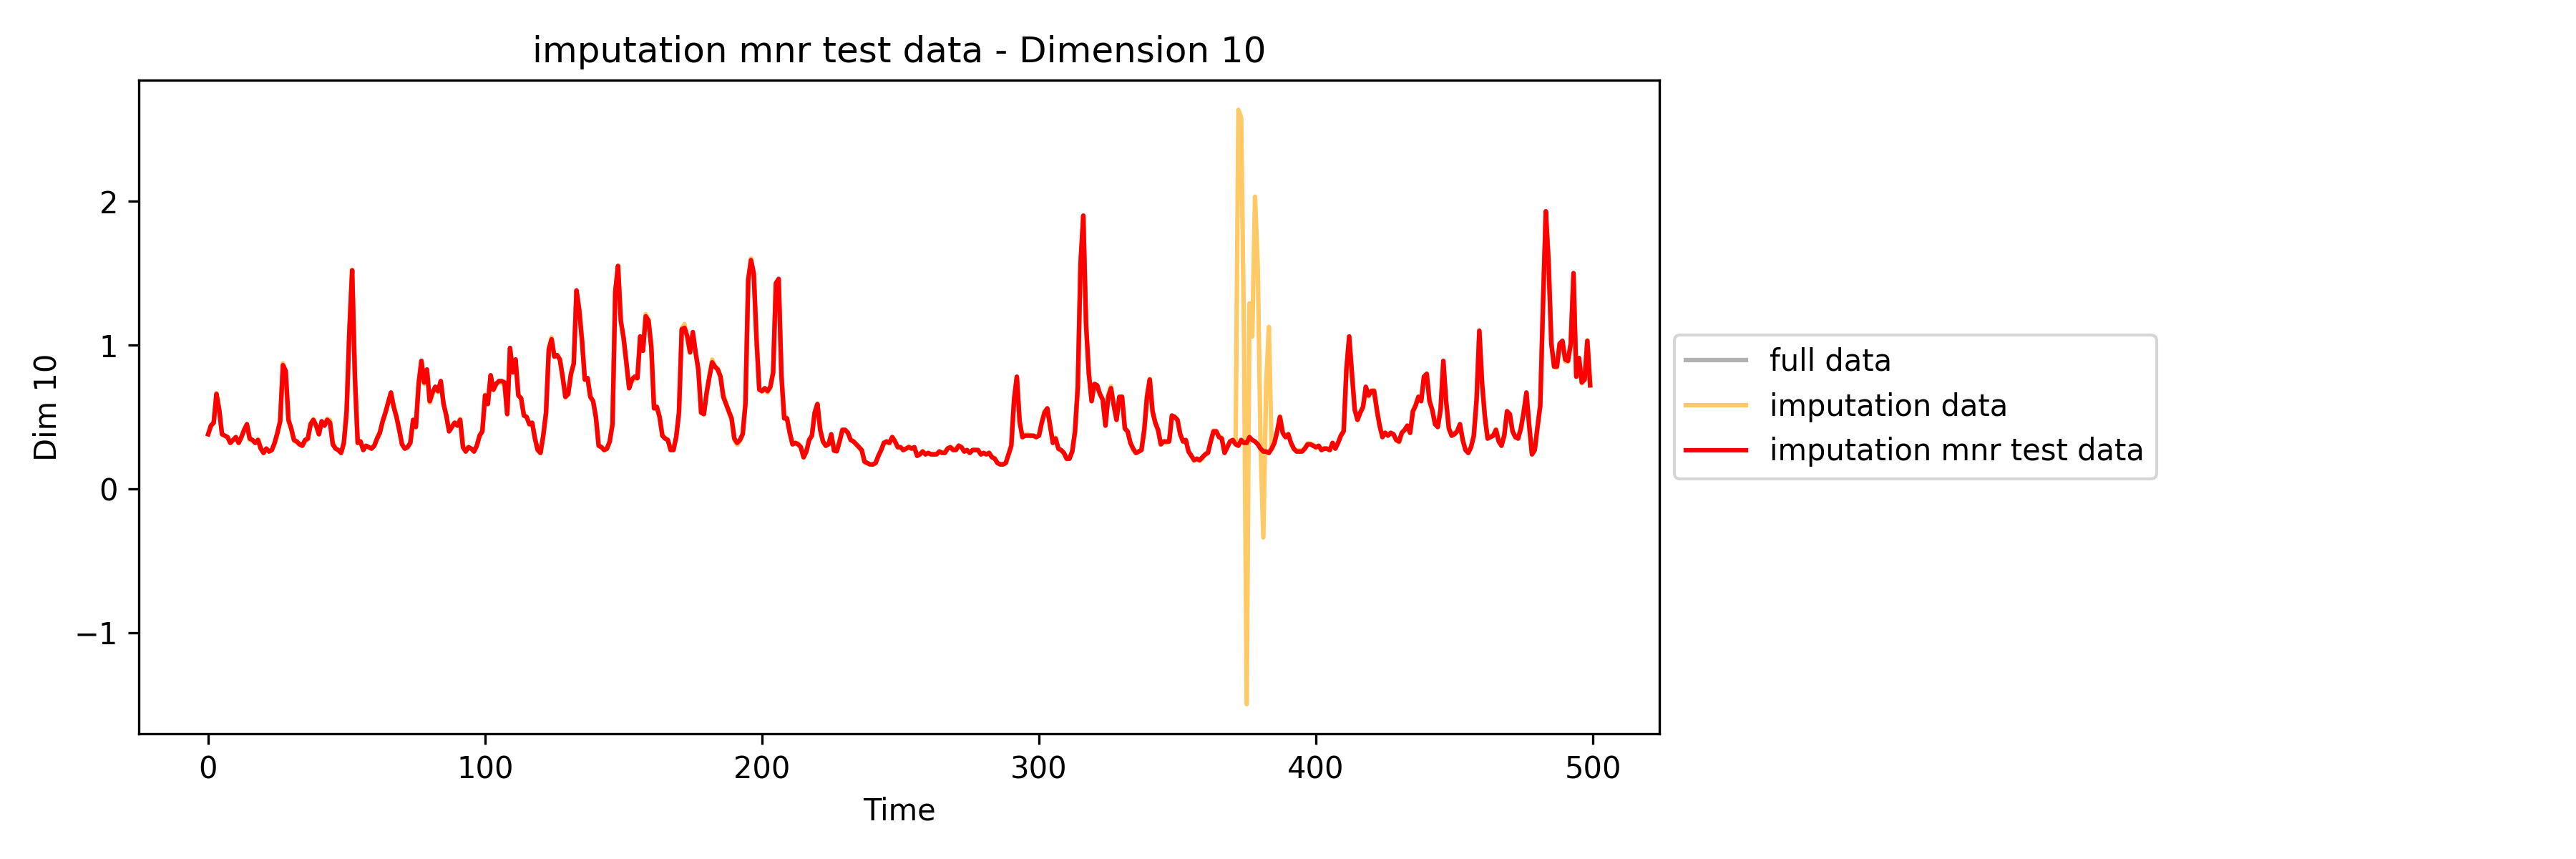 imputation mnr test data - Dimension 10
2
1
0
−1
Dim 10
0 100 200 300 400 500
Time
full data
imputation data
imputation mnr test data